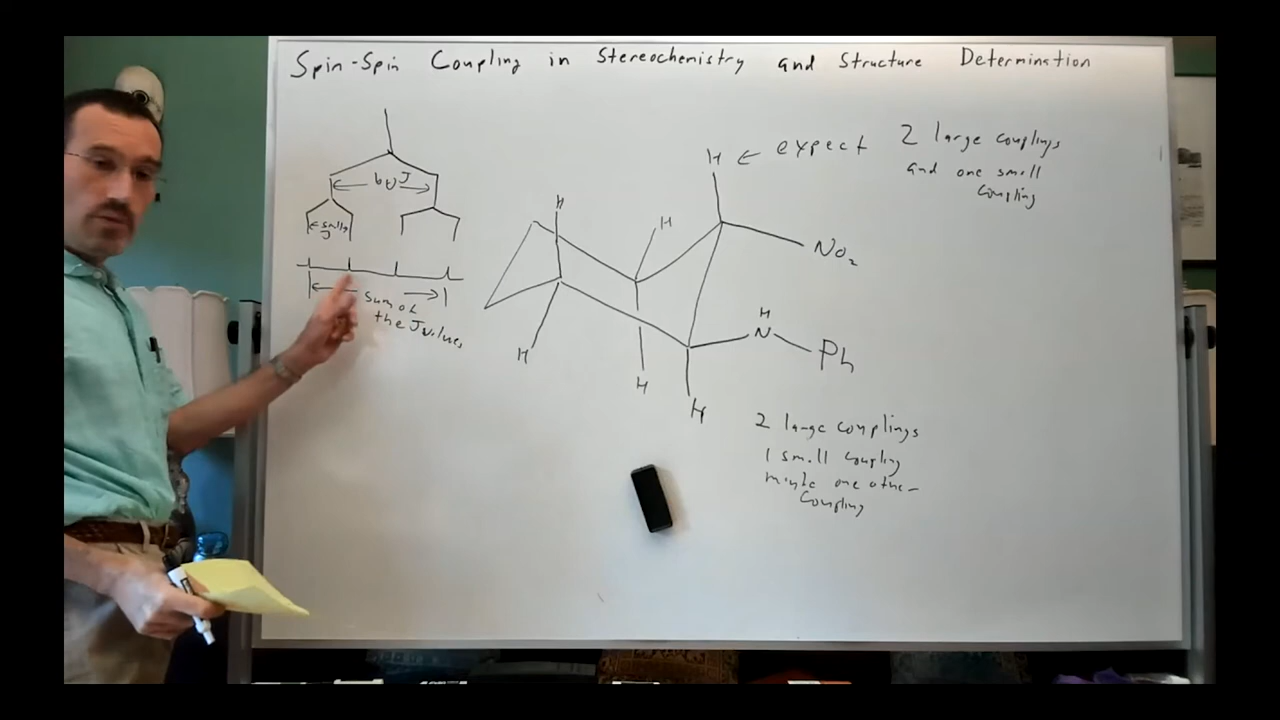 Spin-Spin Coupling in Stereochemistry and Structure Determination
big J
small J
sum of
the J values
H
H
H
H
H ← expect 2 large couplings
and one small
coupling
NO2
H
N
Ph
H
2 large couplings
1 small coupling
maybe one other
coupling